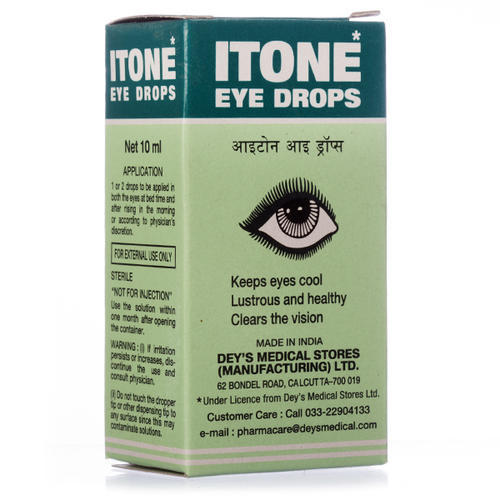 ITONE*
EYE DROPS
Net 10 ml
APPLICATION
1 or 2 drops to be applied in
both the eyes at bed time and
after rising in the morning
or according to physician's
discretion.
FOR EXTERNAL USE ONLY
STERILE
"NOT FOR INJECTION"
Use the solution within
one month after opening
the container.
WARNING : (i) If irritation
persists or increases, dis-
continue the use and
consult physician.
(ii) Do not touch the dropper
tip or other dispensing tip to
any surface since this may
contaminate solutions.
ITONE*
EYE DROPS
आइटोन आइ ड्रॉप्स
Keeps eyes cool
Lustrous and healthy
Clears the vision
MADE IN INDIA
DEY'S MEDICAL STORES
(MANUFACTURING) LTD.
62 BONDEL ROAD, CALCUTTA-700 019
*Under Licence from Dey's Medical Stores Ltd.
Customer Care : Call 033-22904133
e-mail : pharmacare@deysmedical.com